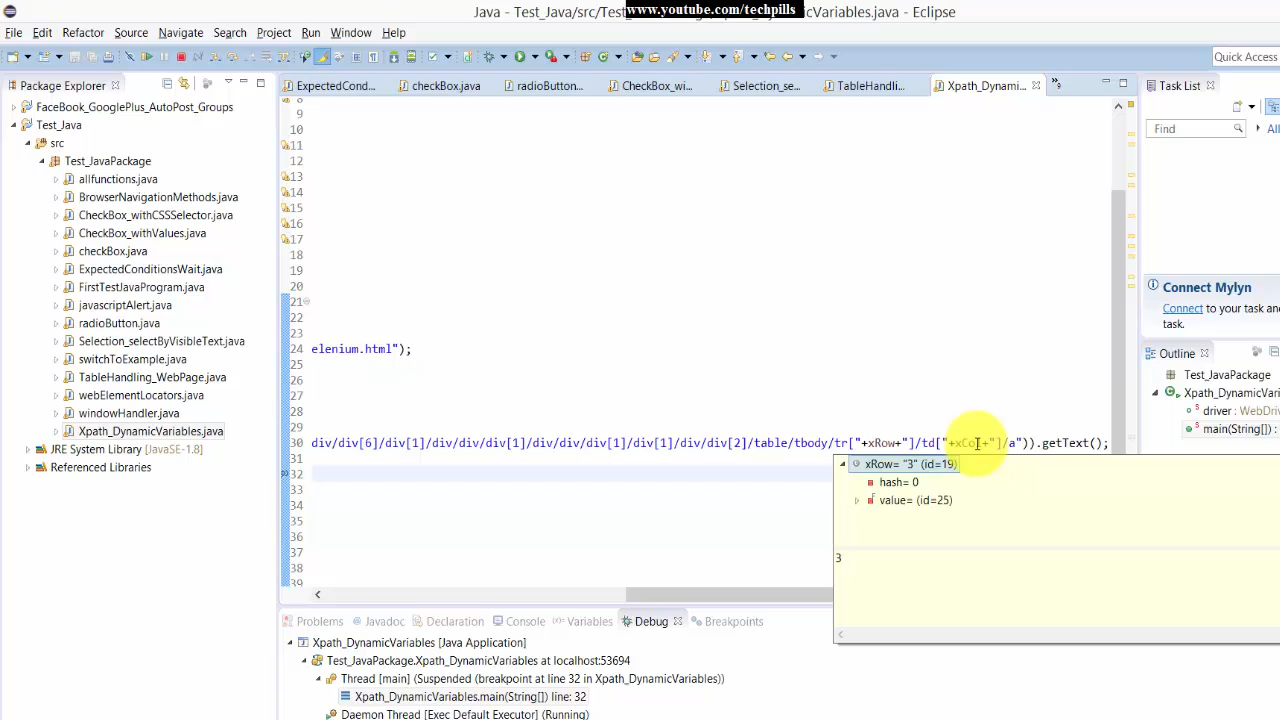 www.youtube.com/techpills
Java - Test_Java/src/Test_ cVariables.java - Eclipse
File Edit Refactor Source Navigate Search Project Run Window Help
Quick Access
Package Explorer
ExpectedCond... checkBox.java radioButton... CheckBox_wi... Selection_se... TableHandli... Xpath_Dynami... »9
Task List
FaceBook_GooglePlus_AutoPost_Groups
Test_Java
src
Test_JavaPackage
allfunctions.java
BrowserNavigationMethods.java
CheckBox_withCSSSelector.java
CheckBox_withValues.java
checkBox.java
ExpectedConditionsWait.java
FirstTestJavaProgram.java
javascriptAlert.java
radioButton.java
Selection_selectByVisibleText.java
switchToExample.java
TableHandling_WebPage.java
webElementLocators.java
windowHandler.java
Xpath_DynamicVariables.java
JRE System Library [JavaSE-1.8]
Referenced Libraries
8
9
10
11
12
13
14
15
16
17
18
19
20
21
22
23
24 elenium.html");
25
26
27
28
29
30 div/div[6]/div[1]/div/div/div[1]/div/div/div[1]/div[1]/div/div[2]/table/tbody/tr["+xRow+"]/td["+xCol+"]/a")).getText();
31
32
33
34
35
36
37
38
39
xRow= "3" (id=19)
hash= 0
value= (id=25)
3
Find
All
Connect Mylyn
Connect to your task and
task.
Outline
Test_JavaPackage
Xpath_DynamicVari
driver : WebDriv
main(String[]) :
Problems Javadoc Declaration Console Variables Debug Breakpoints
Xpath_DynamicVariables [Java Application]
Test_JavaPackage.Xpath_DynamicVariables at localhost:53694
Thread [main] (Suspended (breakpoint at line 32 in Xpath_DynamicVariables))
Xpath_DynamicVariables.main(String[]) line: 32
Daemon Thread [Exec Default Executor] (Running)